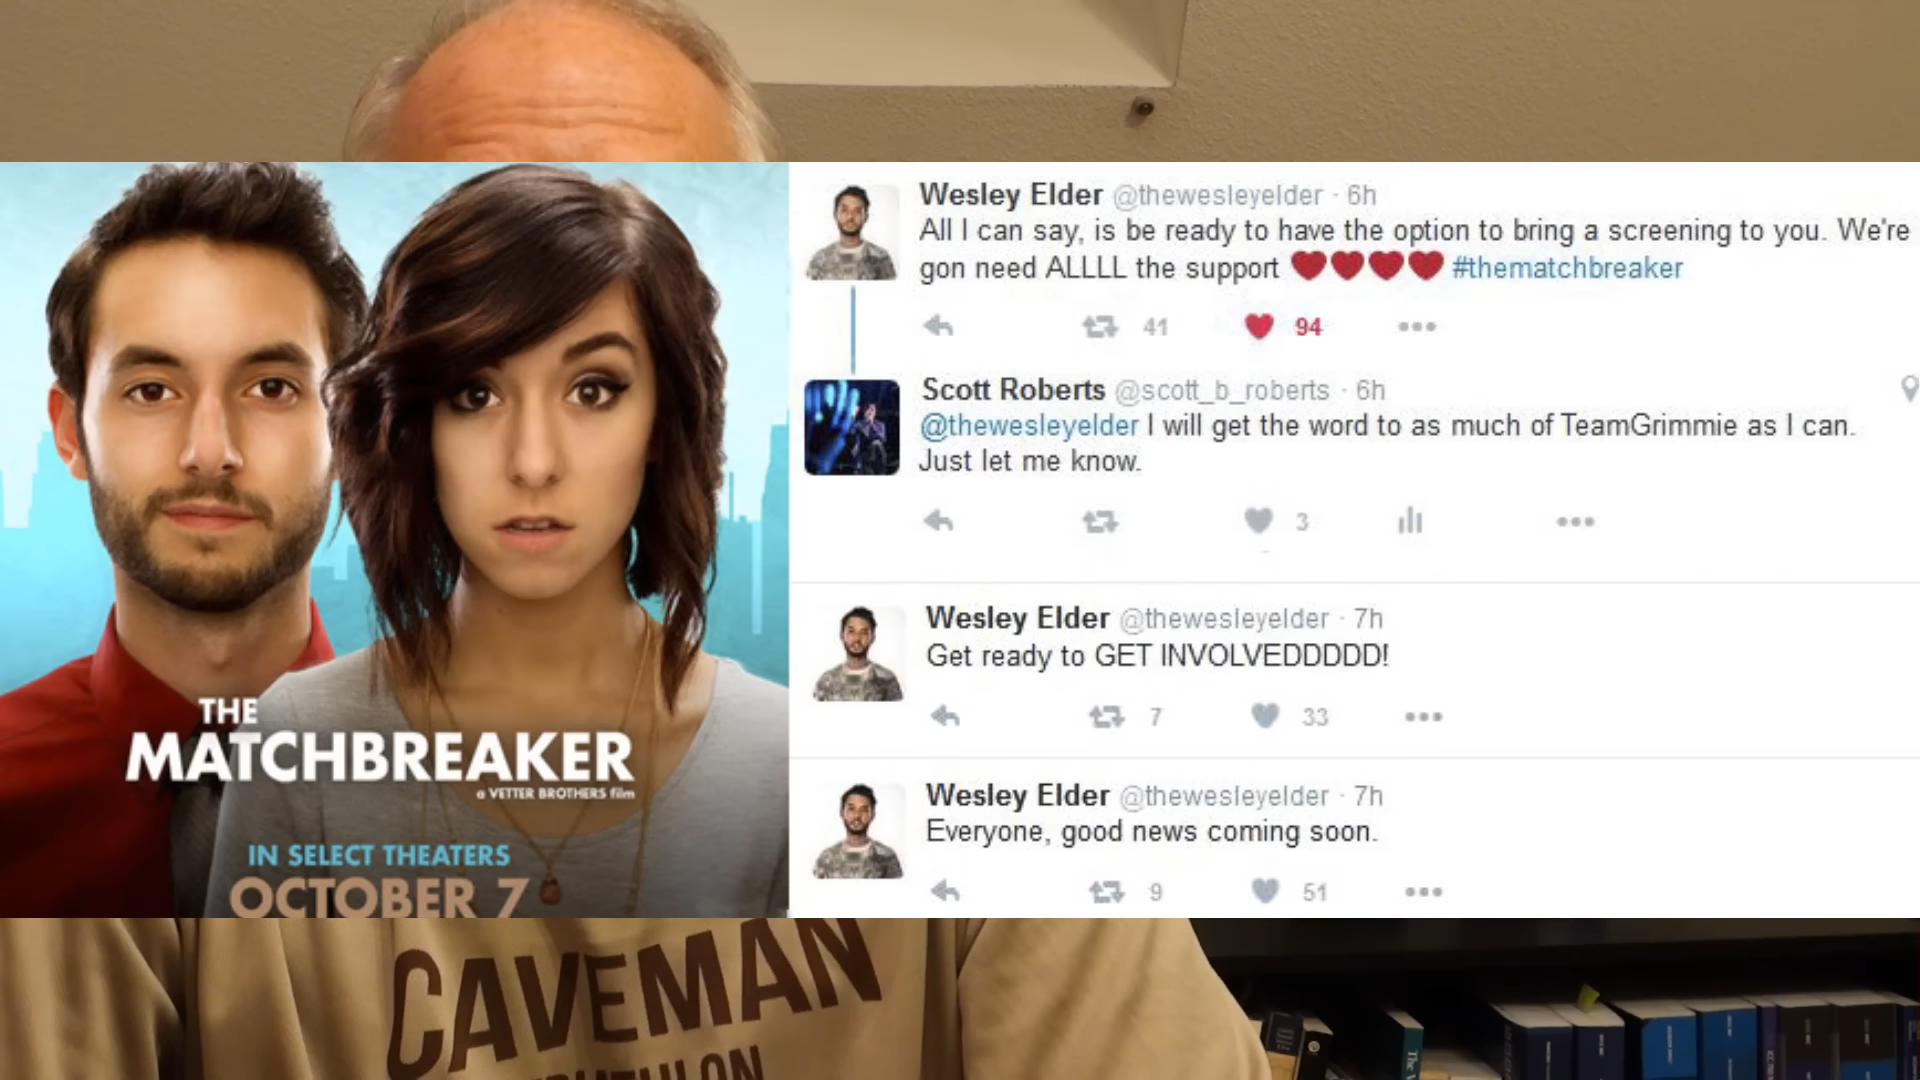 THE
MATCHBREAKER
a VETTER BROTHERS film
IN SELECT THEATERS
OCTOBER 7
Wesley Elder @thewesleyelder · 6h
All I can say, is be ready to have the option to bring a screening to you. We're
gon need ALLLL the support ❤❤❤❤ #thematchbreaker
41 94
Scott Roberts @scott_b_roberts · 6h
@thewesleyelder I will get the word to as much of TeamGrimmie as I can.
Just let me know.
3
Wesley Elder @thewesleyelder · 7h
Get ready to GET INVOLVEDDDDD!
7 33
Wesley Elder @thewesleyelder · 7h
Everyone, good news coming soon.
9 51
CAVEMAN